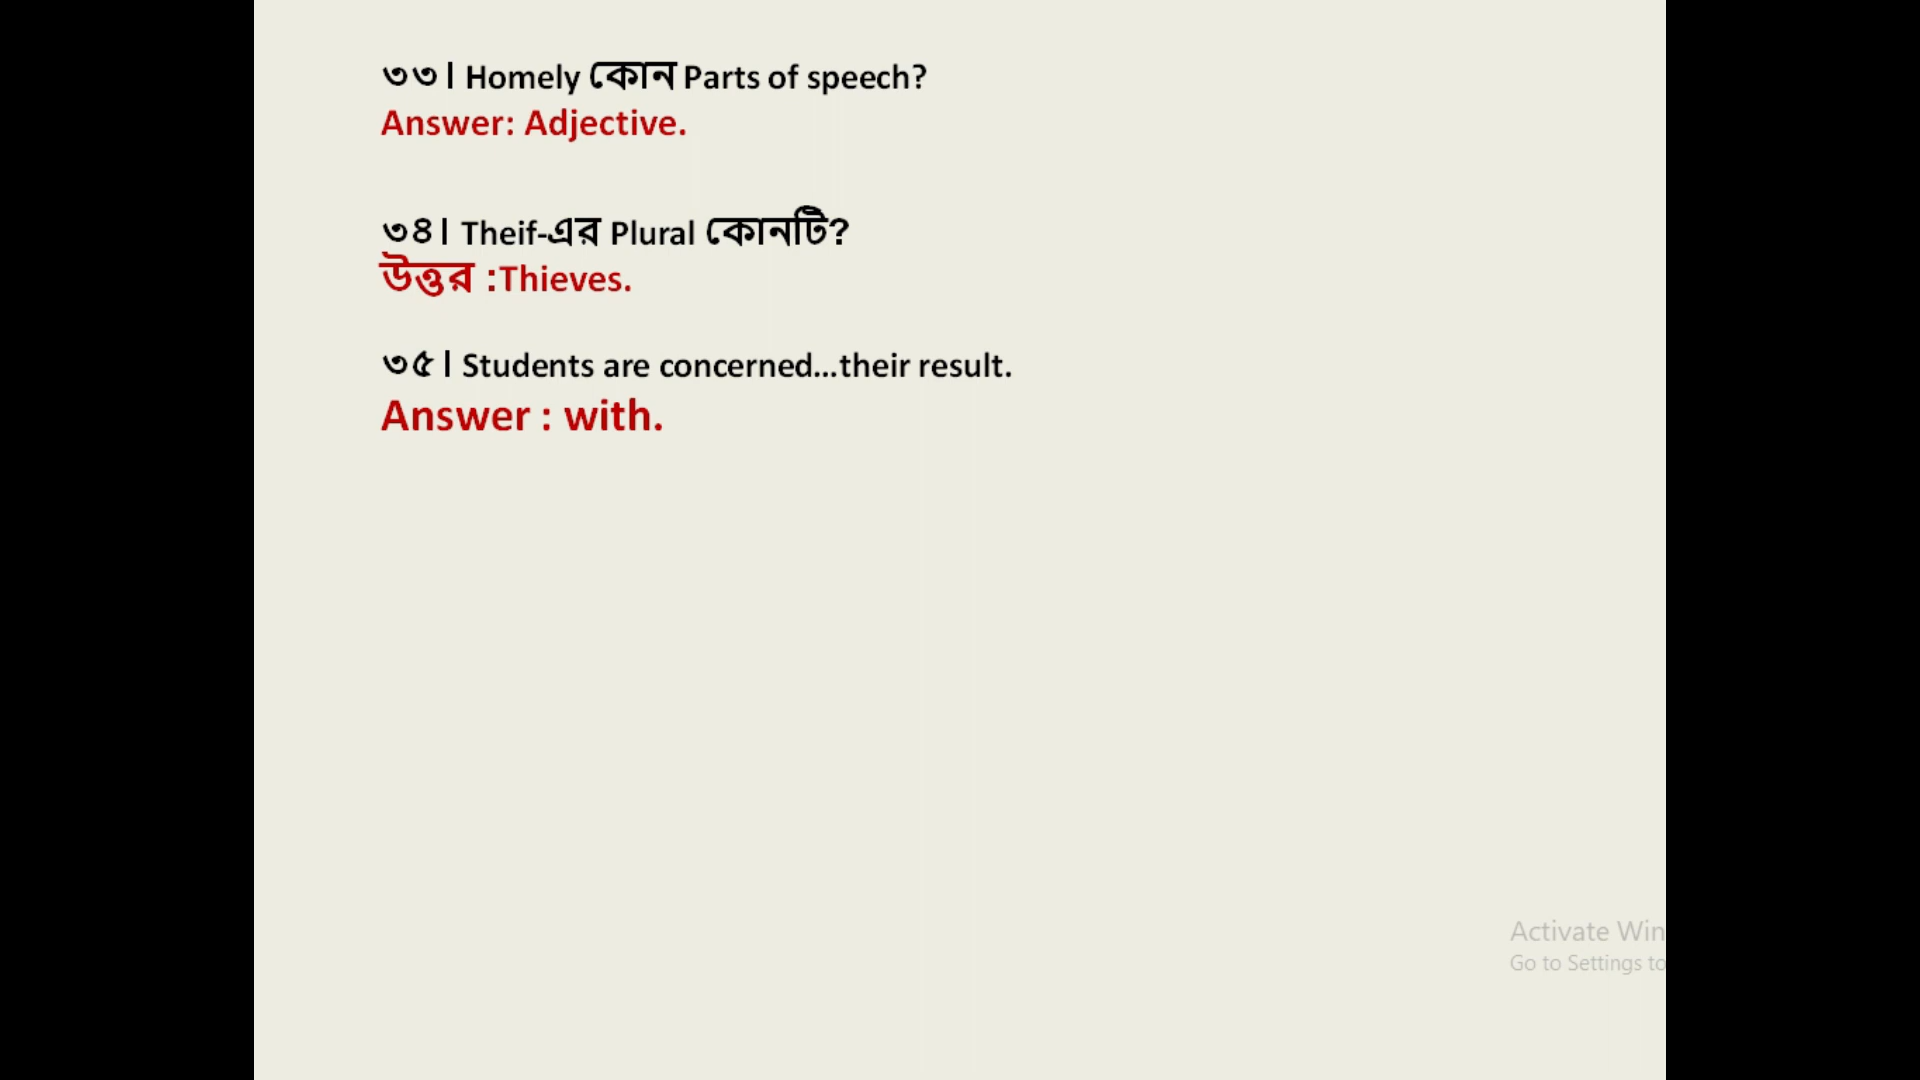 ৩৩। Homely কোন Parts of speech?
Answer: Adjective.
৩৪। Theif-এর Plural কোনটি?
উত্তর :Thieves.
৩৫। Students are concerned...their result.
Answer : with.
Activate Win
Go to Settings to